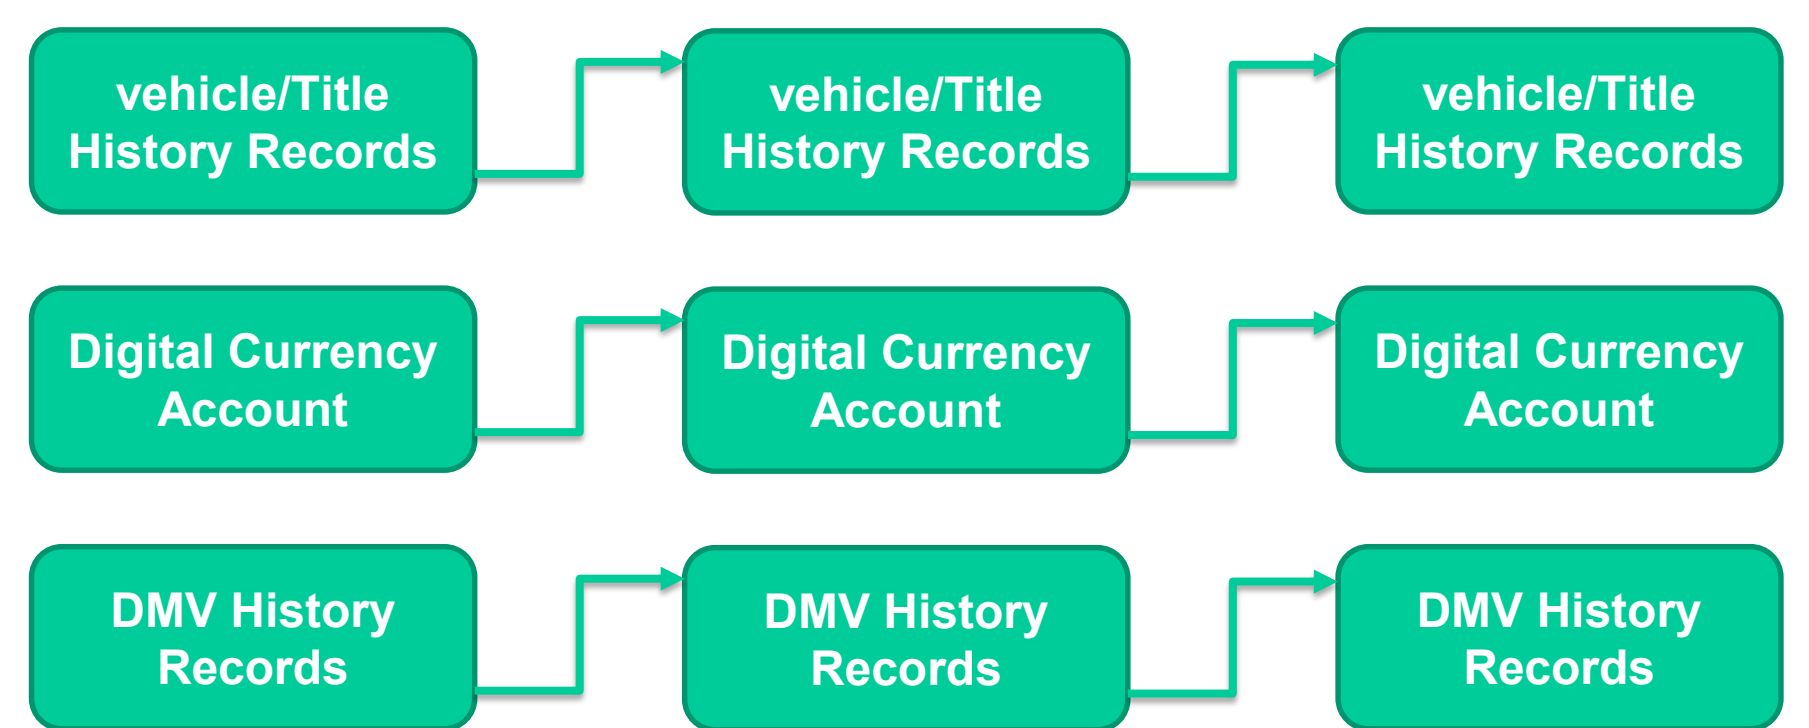 vehicle/Title
History Records
vehicle/Title
History Records
vehicle/Title
History Records
Digital Currency
Account
Digital Currency
Account
Digital Currency
Account
DMV History
Records
DMV History
Records
DMV History
Records